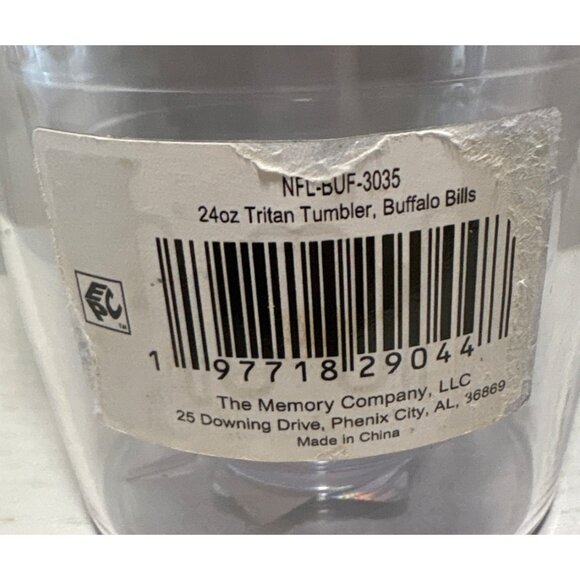 NFL-BUF-3035
24oz Tritan Tumbler, Buffalo Bills
EPC
1 97718 29044
The Memory Company, LLC
25 Downing Drive, Phenix City, AL, 36869
Made in China